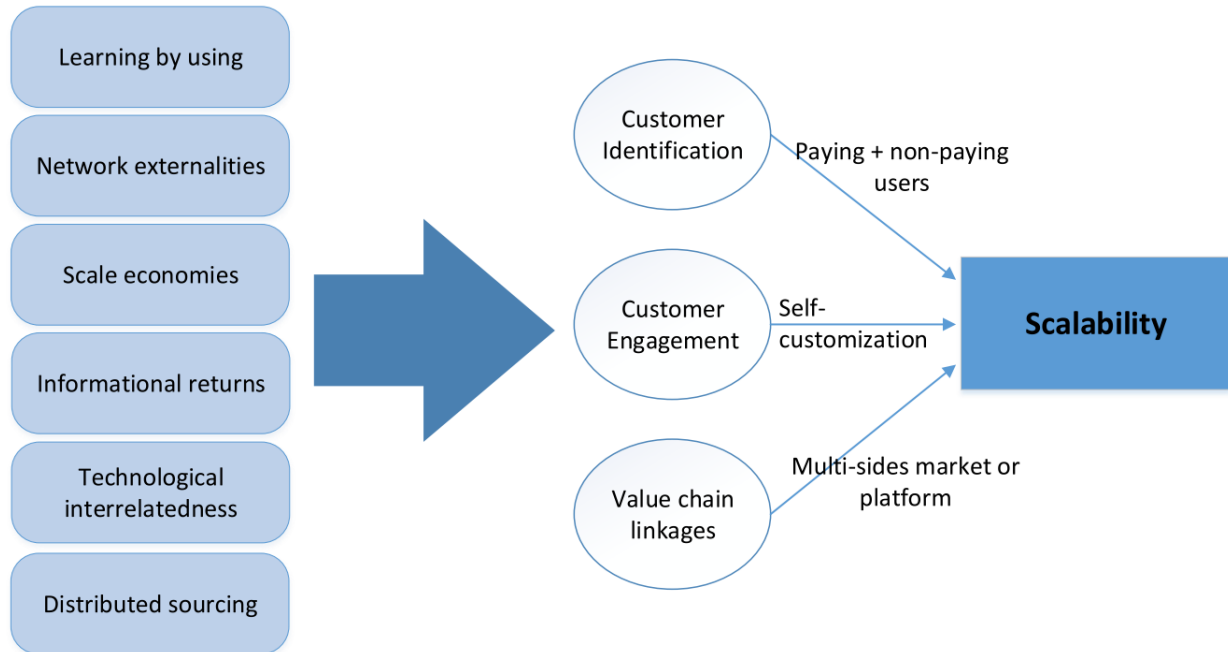 Learning by using
Network externalities
Scale economies
Informational returns
Technological
interrelatedness
Distributed sourcing
Customer
Identification
Paying + non-paying
users
Customer
Engagement
Self-
customization
Value chain
linkages
Multi-sides market or
platform
Scalability